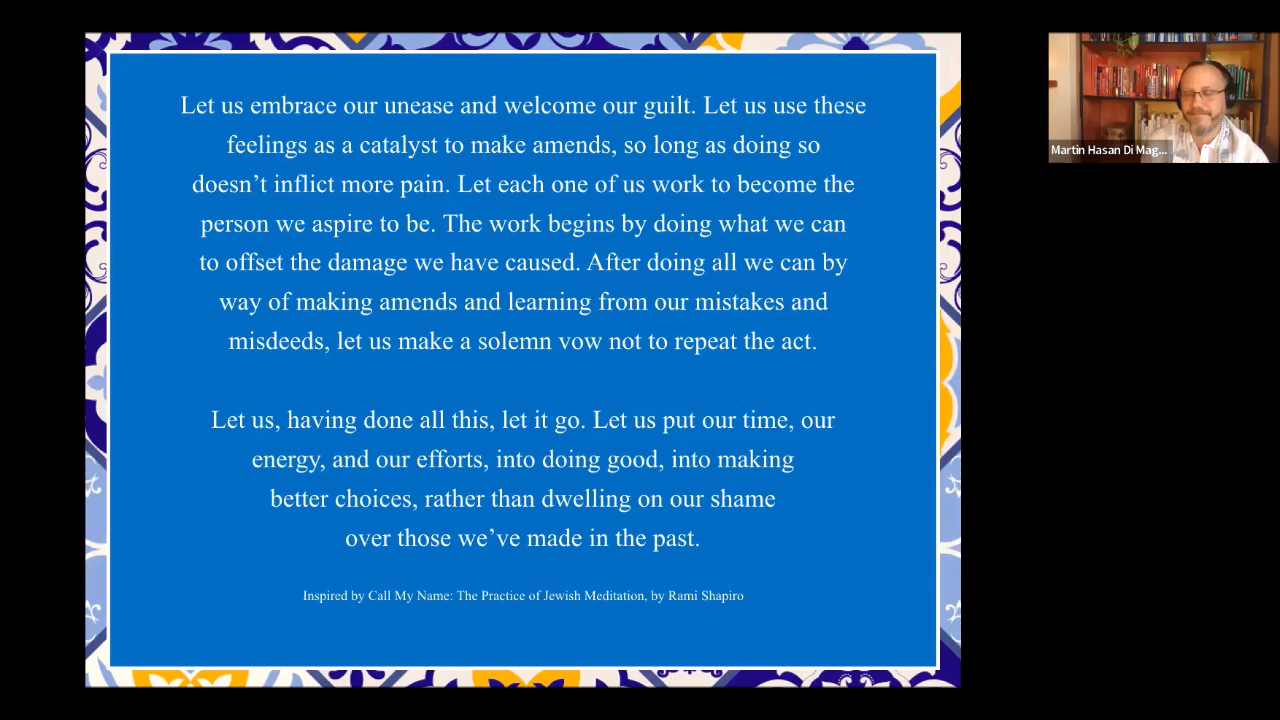 Let us embrace our unease and welcome our guilt. Let us use these
feelings as a catalyst to make amends, so long as doing so
doesn’t inflict more pain. Let each one of us work to become the
person we aspire to be. The work begins by doing what we can
to offset the damage we have caused. After doing all we can by
way of making amends and learning from our mistakes and
misdeeds, let us make a solemn vow not to repeat the act.
Let us, having done all this, let it go. Let us put our time, our
energy, and our efforts, into doing good, into making
better choices, rather than dwelling on our shame
over those we’ve made in the past.
Inspired by Call My Name: The Practice of Jewish Meditation, by Rami Shapiro
Martin Hasan Di Mag...